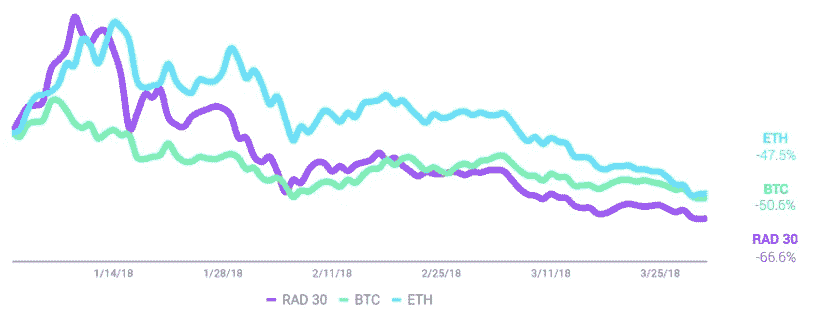 ETH
-47.5%
BTC
-50.6%
RAD 30
-66.6%
1/14/18 1/28/18 2/11/18 2/25/18 3/11/18 3/25/18
RAD 30 BTC ETH